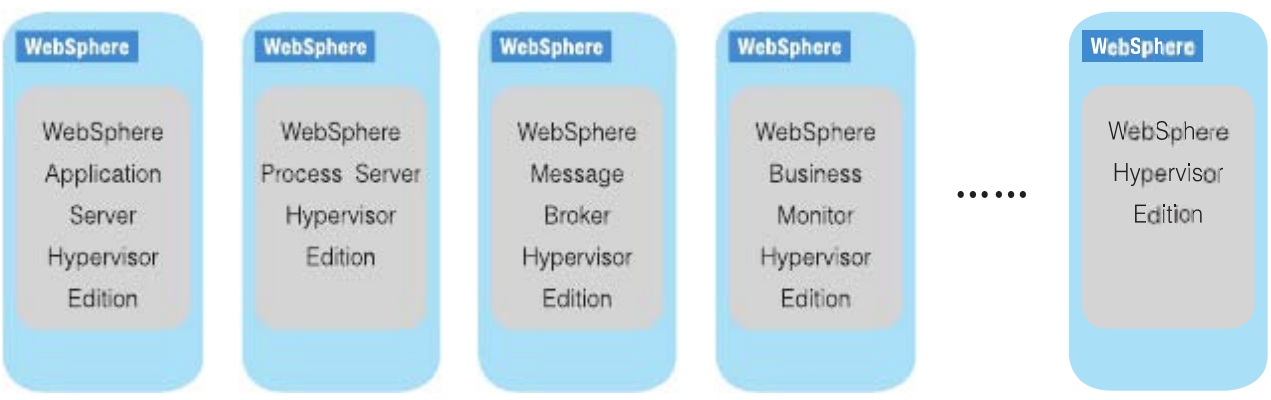 WebSphere
WebSphere
Application
Server
Hypervisor
Edition
WebSphere
WebSphere
Process Server
Hypervisor
Edition
WebSphere
WebSphere
Message
Broker
Hypervisor
Edition
WebSphere
WebSphere
Business
Monitor
Hypervisor
Edition
......
WebSphere
WebSphere
Hypervisor
Edition